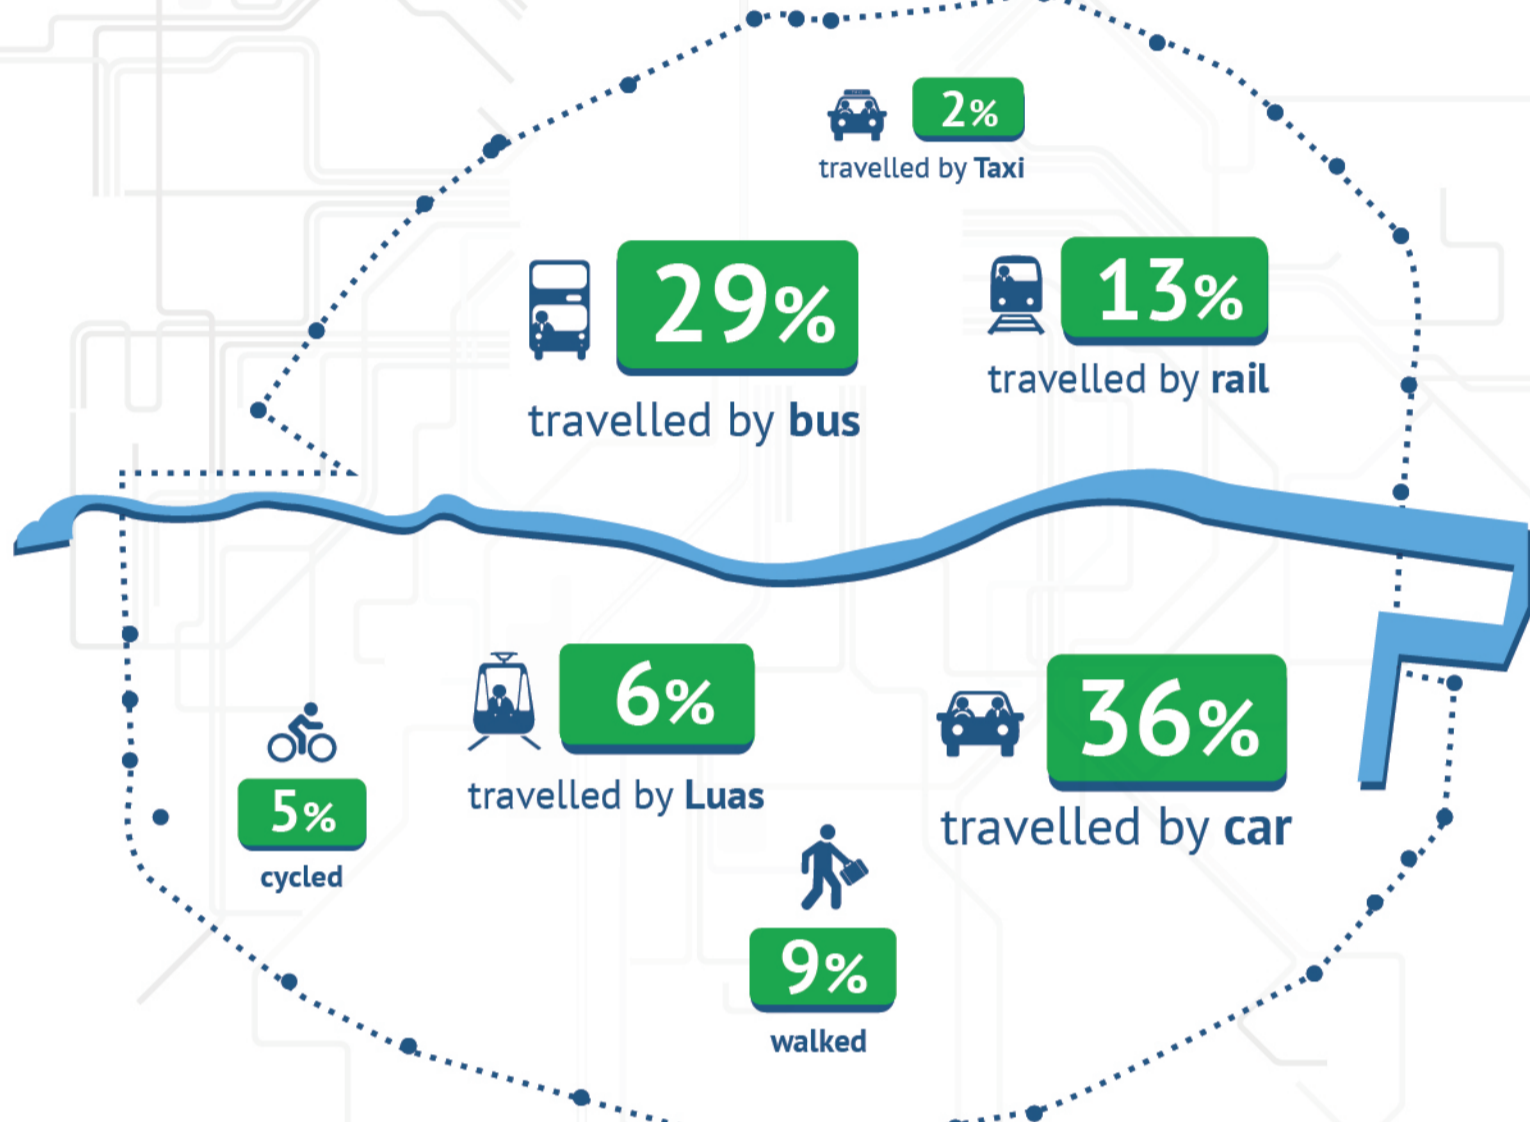 2%
travelled by Taxi
29%
travelled by bus
13%
travelled by rail
6%
travelled by Luas
36%
travelled by car
5%
cycled
9%
walked